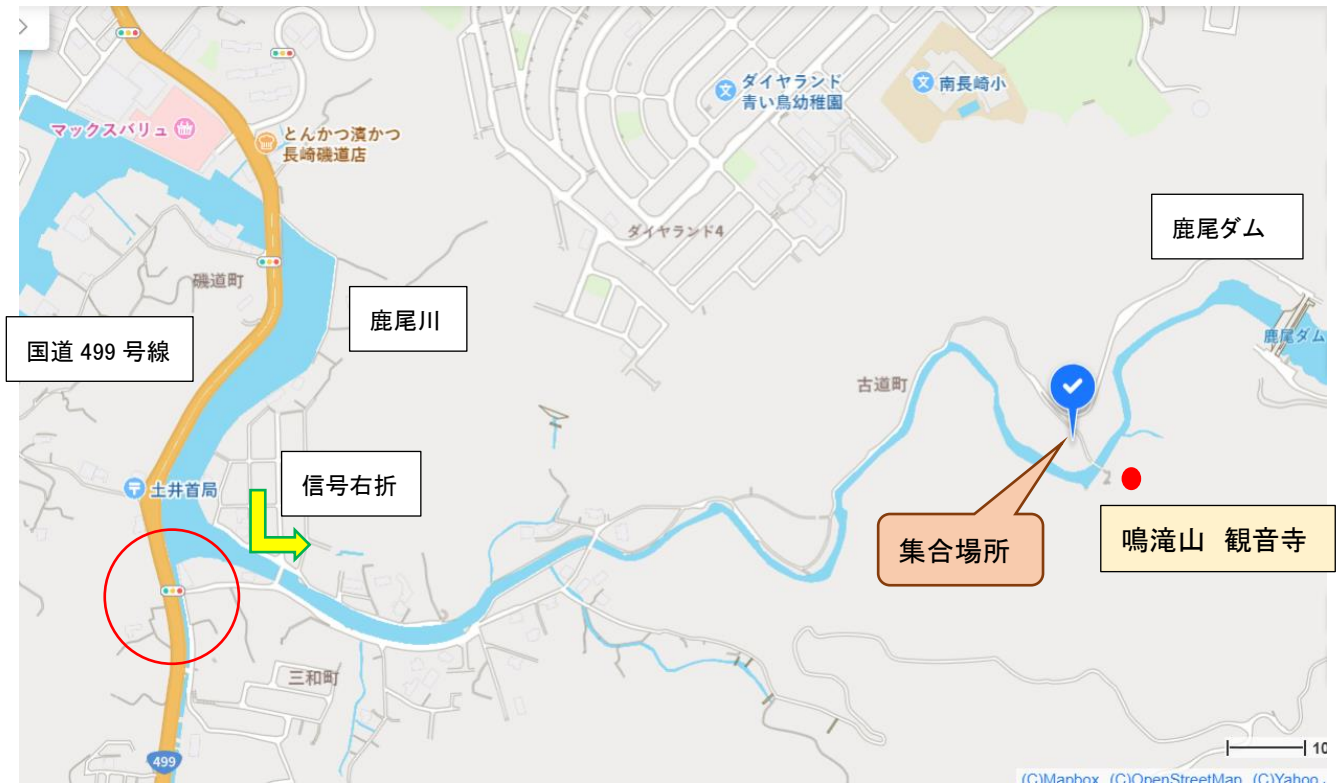 マックスバリュ
とんかつ濱かつ
長崎磯道店
ダイヤランド
青い鳥幼稚園
南長崎小
鹿尾ダム
ダイヤランド4
磯道町
鹿尾川
国道 499 号線
鹿尾ダム
古道町
土井首局
信号右折
集合場所
鳴滝山 観音寺
三和町
499
10
(C)Mapbox (C)OpenStreetMap (C)Yahoo